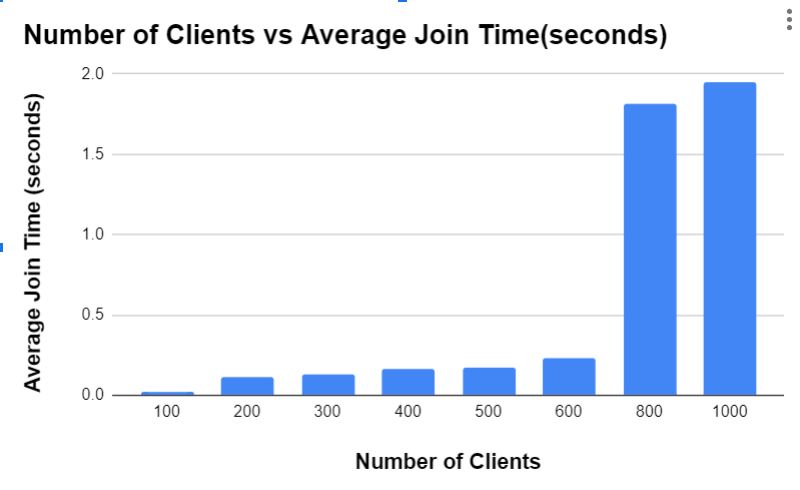 Number of Clients vs Average Join Time(seconds)
Average Join Time (seconds)
2.0
1.5
1.0
0.5
0.0
100 200 300 400 500 600 800 1000
Number of Clients